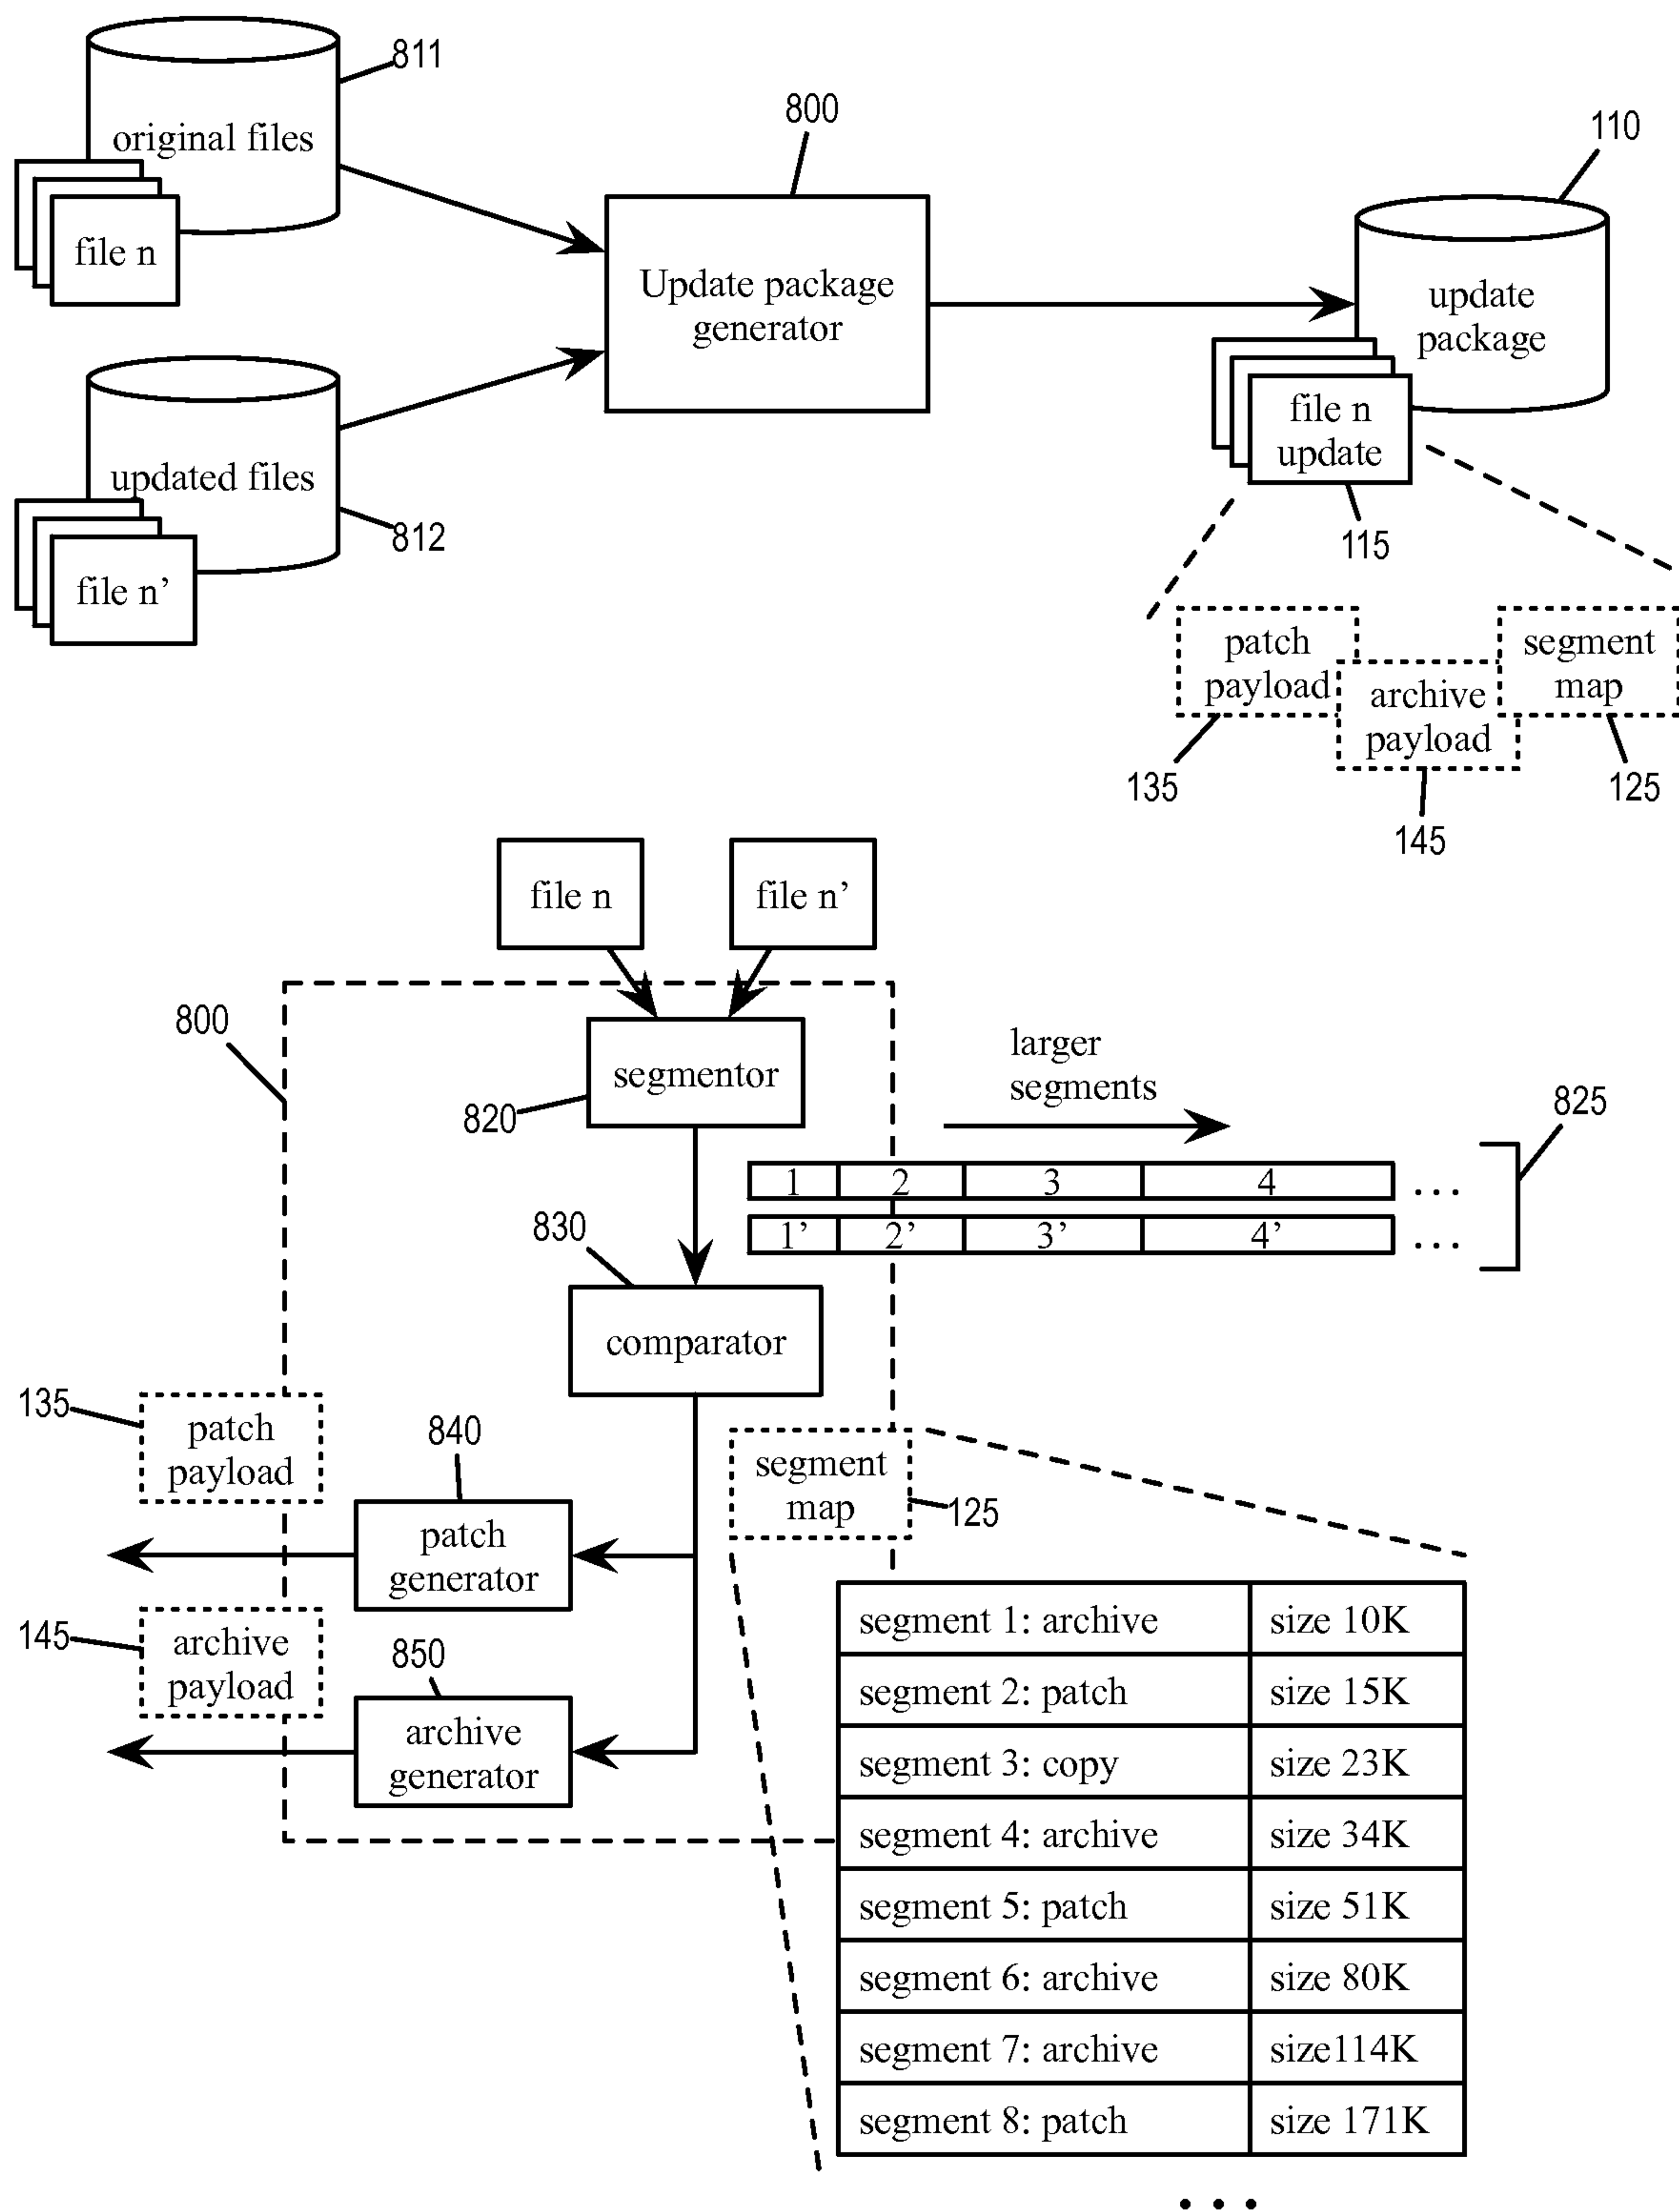 811
original files
file n
800
Update package
generator
110
update
package
file n
update
115
updated files
812
file n’
patch
payload
archive
payload
segment
map
135
145
125
file n
file n’
800
segmentor
820
larger
segments
825
1 2 3 4 ...
1’ 2’ 3’ 4’ ...
830
comparator
135
patch
payload
840
segment
map
125
patch
generator
145
archive
payload
850
archive
generator
segment 1: archive size 10K
segment 2: patch size 15K
segment 3: copy size 23K
segment 4: archive size 34K
segment 5: patch size 51K
segment 6: archive size 80K
segment 7: archive size114K
segment 8: patch size 171K
...